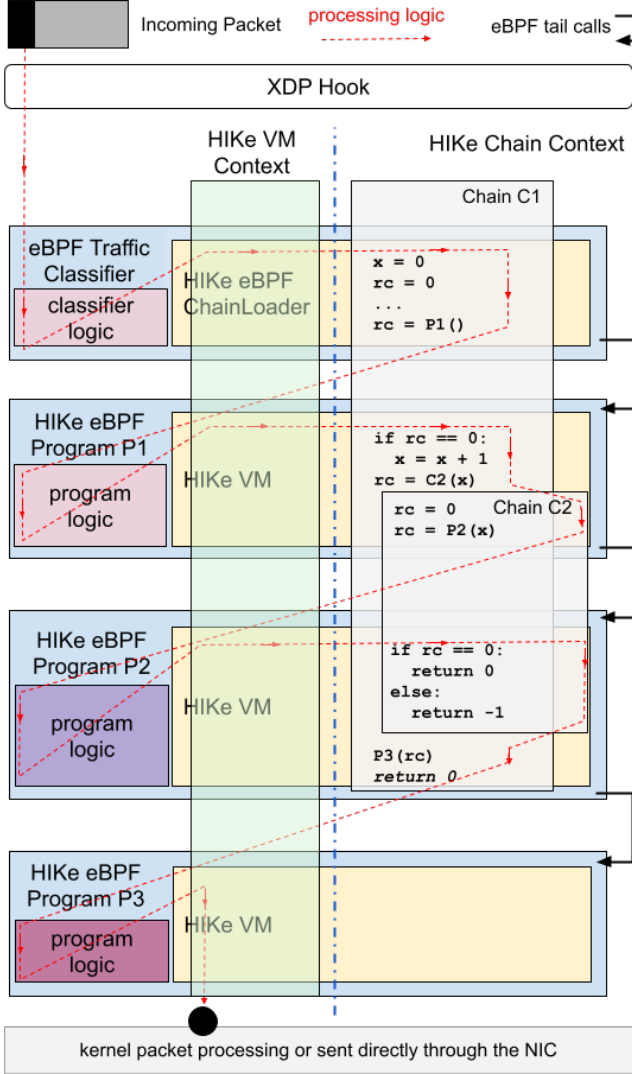 Incoming Packet
processing logic
eBPF tail calls
XDP Hook
HIKe VM
Context
HIKe Chain Context
Chain C1
eBPF Traffic
Classifier
classifier
logic
HIKe eBPF
ChainLoader
x = 0
rc = 0
...
rc = P1()
HIKe eBPF
Program P1
program
logic
HIKe VM
if rc == 0:
x = x + 1
rc = C2(x)
Chain C2
rc = 0
rc = P2(x)
HIKe eBPF
Program P2
program
logic
HIKe VM
if rc == 0:
return 0
else:
return -1
P3(rc)
return 0
HIKe eBPF
Program P3
program
logic
HIKe VM
kernel packet processing or sent directly through the NIC